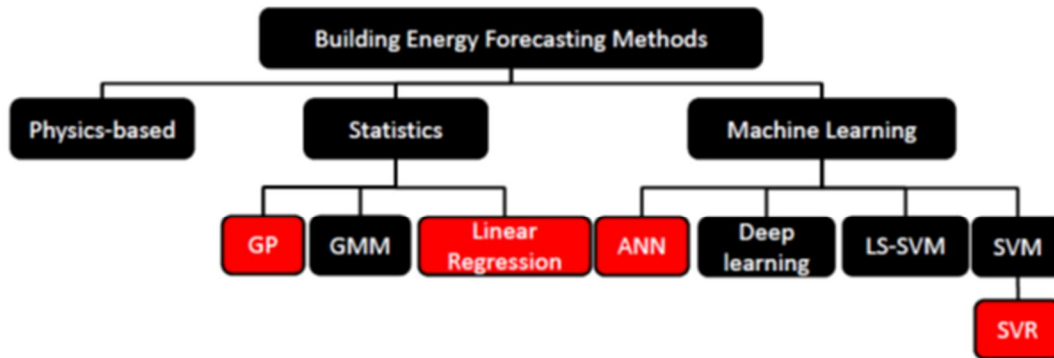 Building Energy Forecasting Methods
Physics-based
Statistics
Machine Learning
GP
GMM
Linear
Regression
ANN
Deep
learning
LS-SVM
SVM
SVR